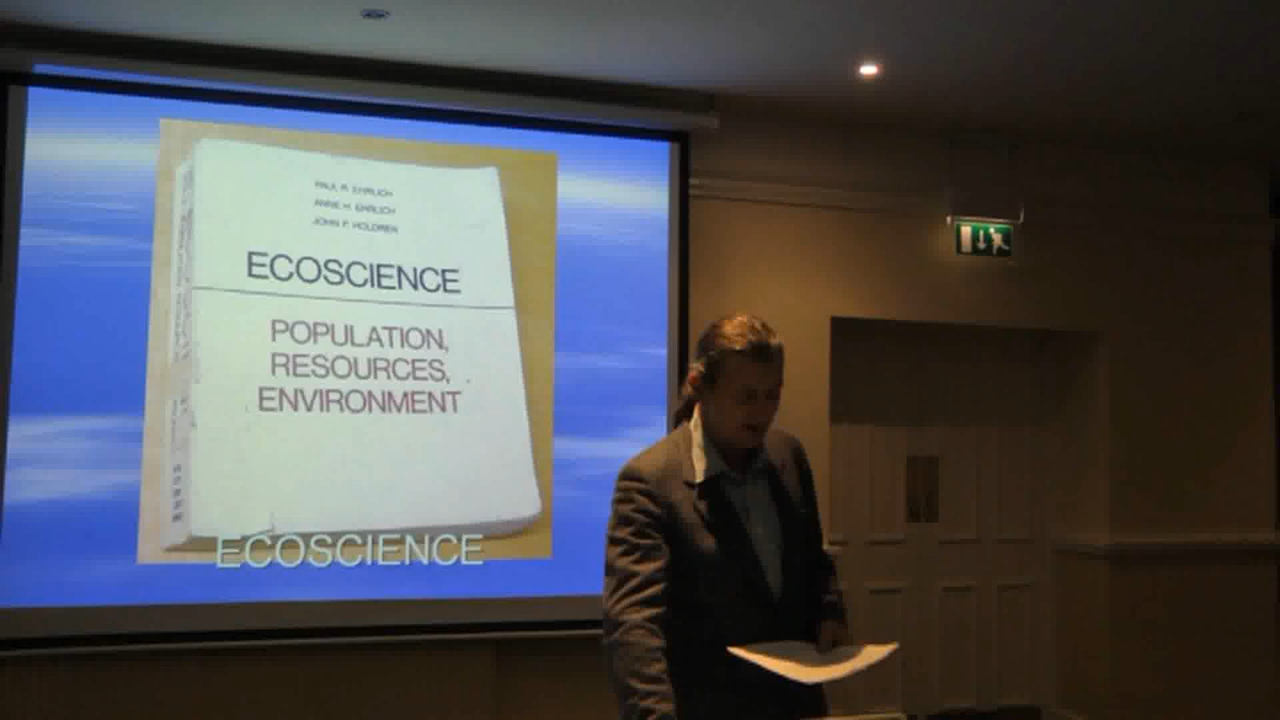 PAUL R. EHRLICH
ANNE H. EHRLICH
JOHN P. HOLDREN
ECOSCIENCE
POPULATION,
RESOURCES,
ENVIRONMENT
ECOSCIENCE